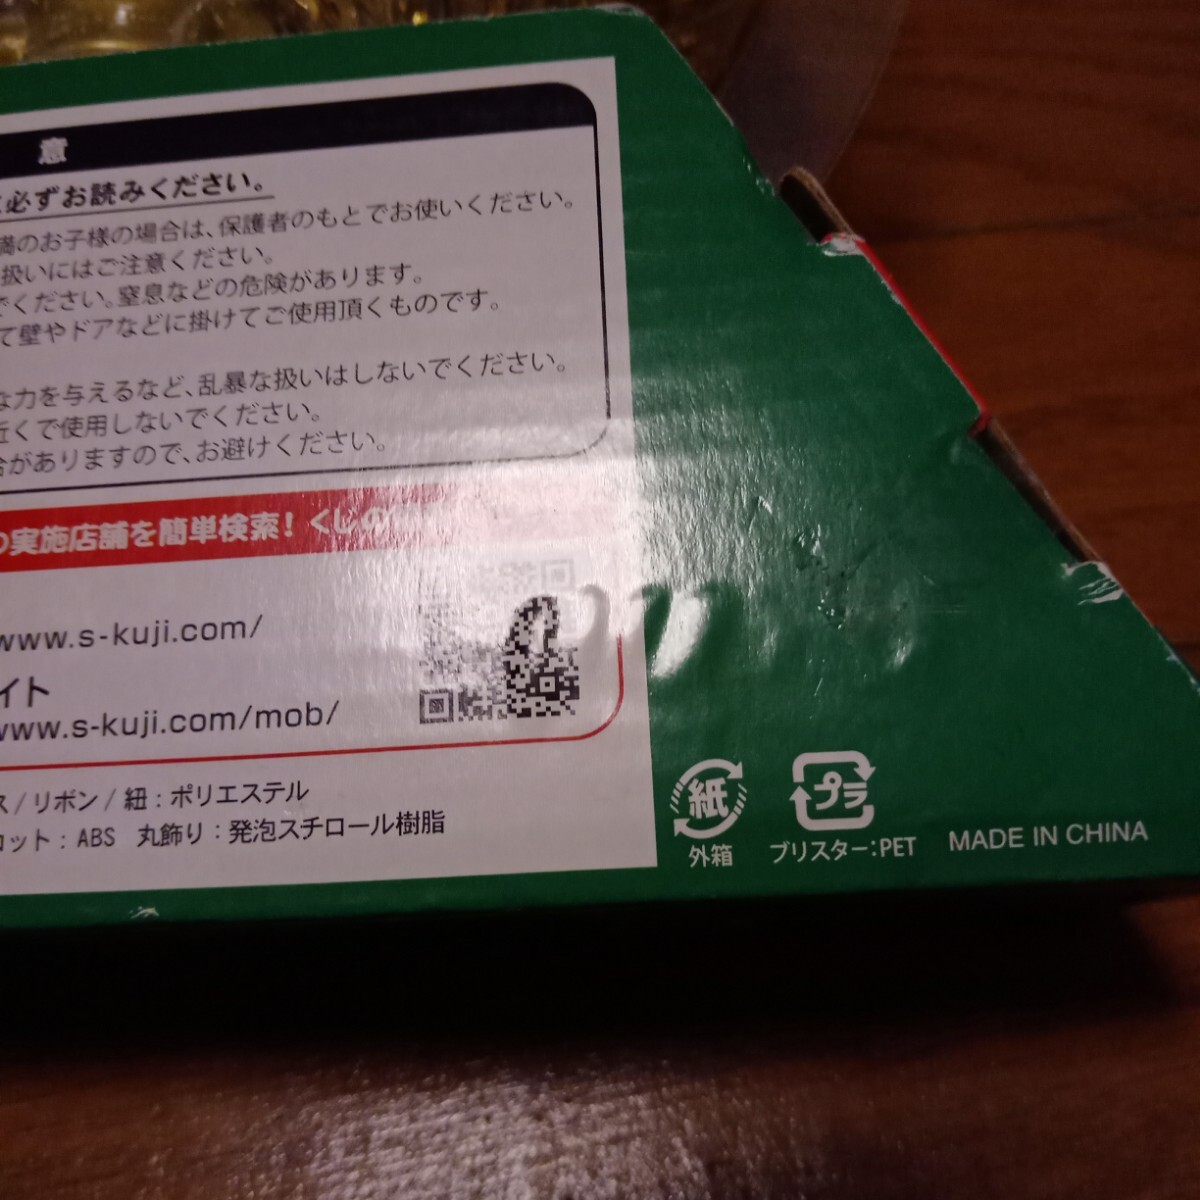 意
必ずお読みください。
満のお子様の場合は、保護者のもとでお使いください。
扱いにはご注意ください。
でください。窒息などの危険があります。
て壁やドアなどに掛けてご使用頂くものです。
な力を与えるなど、乱暴な扱いはしないでください。
近くで使用しないでください。
合がありますので、お避けください。
の実施店舗を簡単検索! くじの
www.s-kuji.com/
イト
www.s-kuji.com/mob/
ス/リボン/紐:ポリエステル
コット:ABS 丸飾り:発泡スチロール樹脂
紙
外箱
プラ
ブリスター:PET
MADE IN CHINA